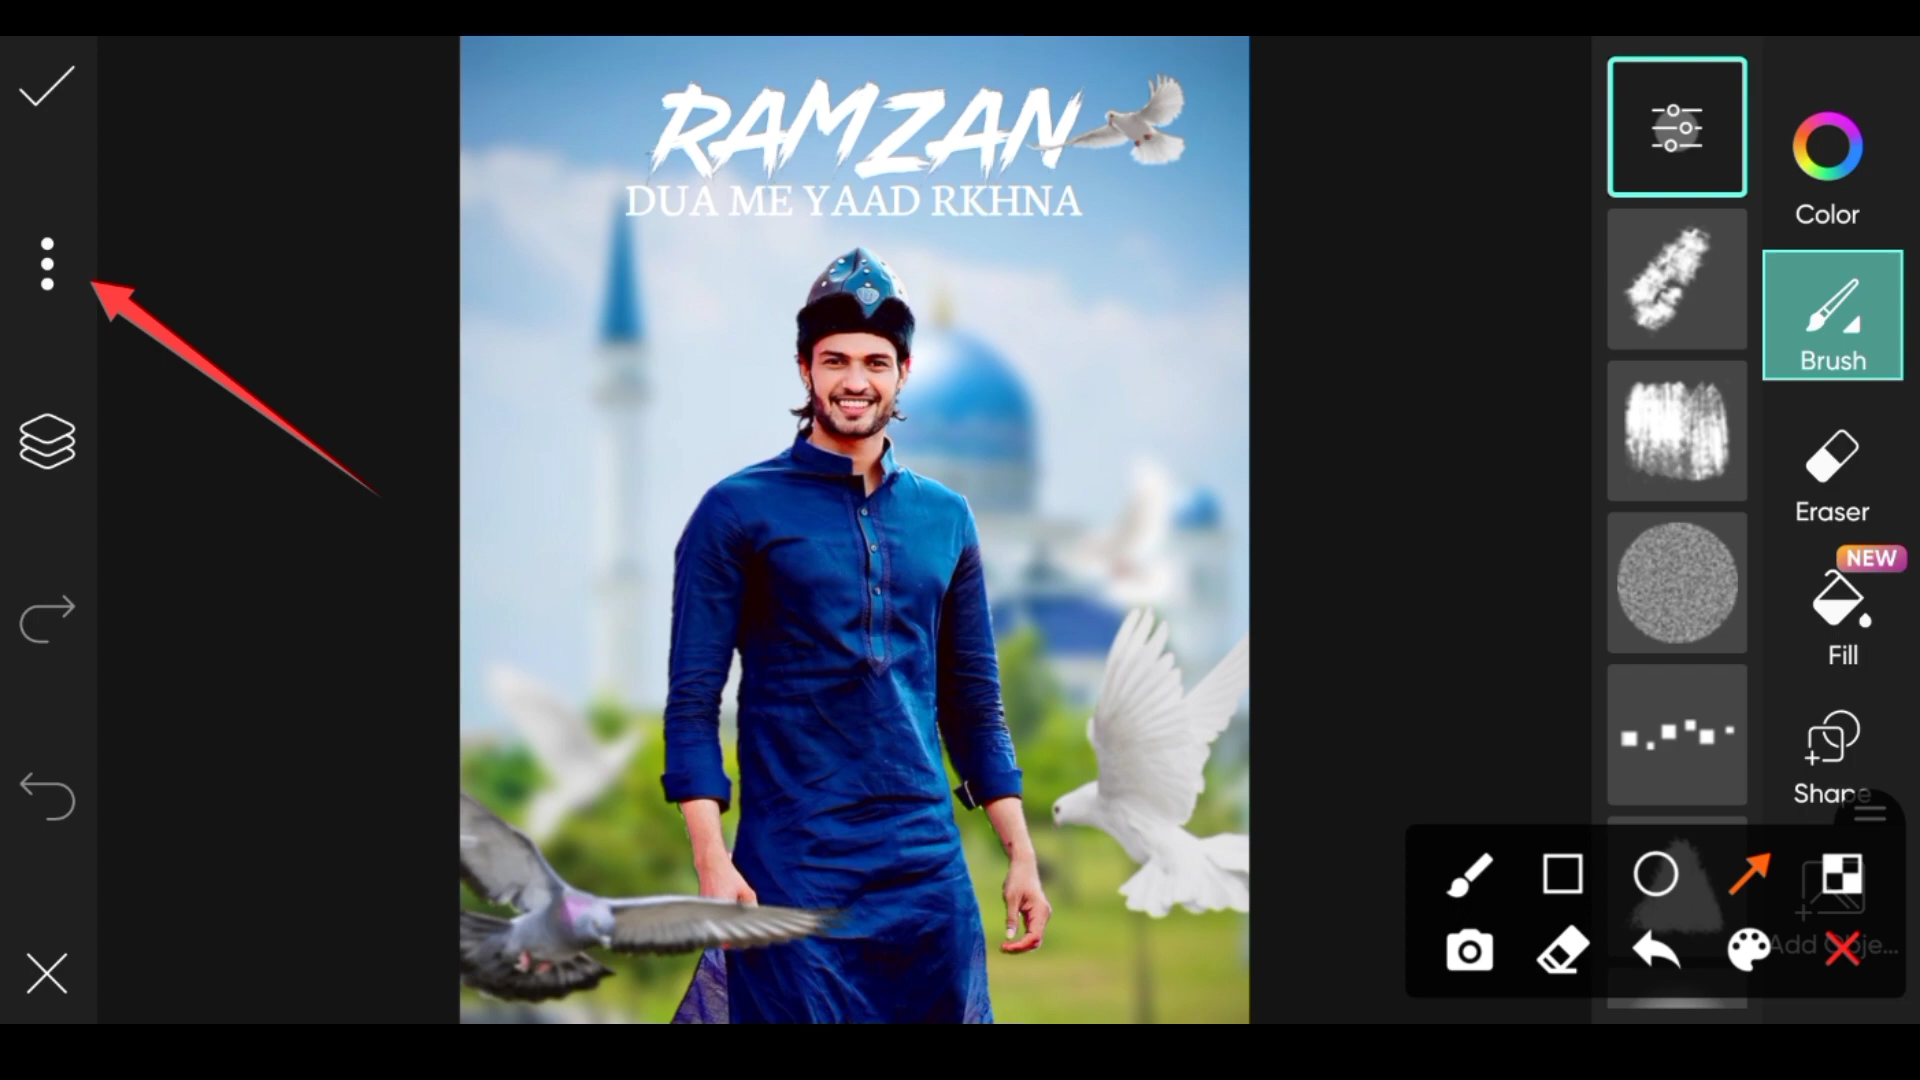 RAMZAN
DUA ME YAAD RKHNA
Color
Brush
Eraser
NEW
Fill
Shape
Add Obje...